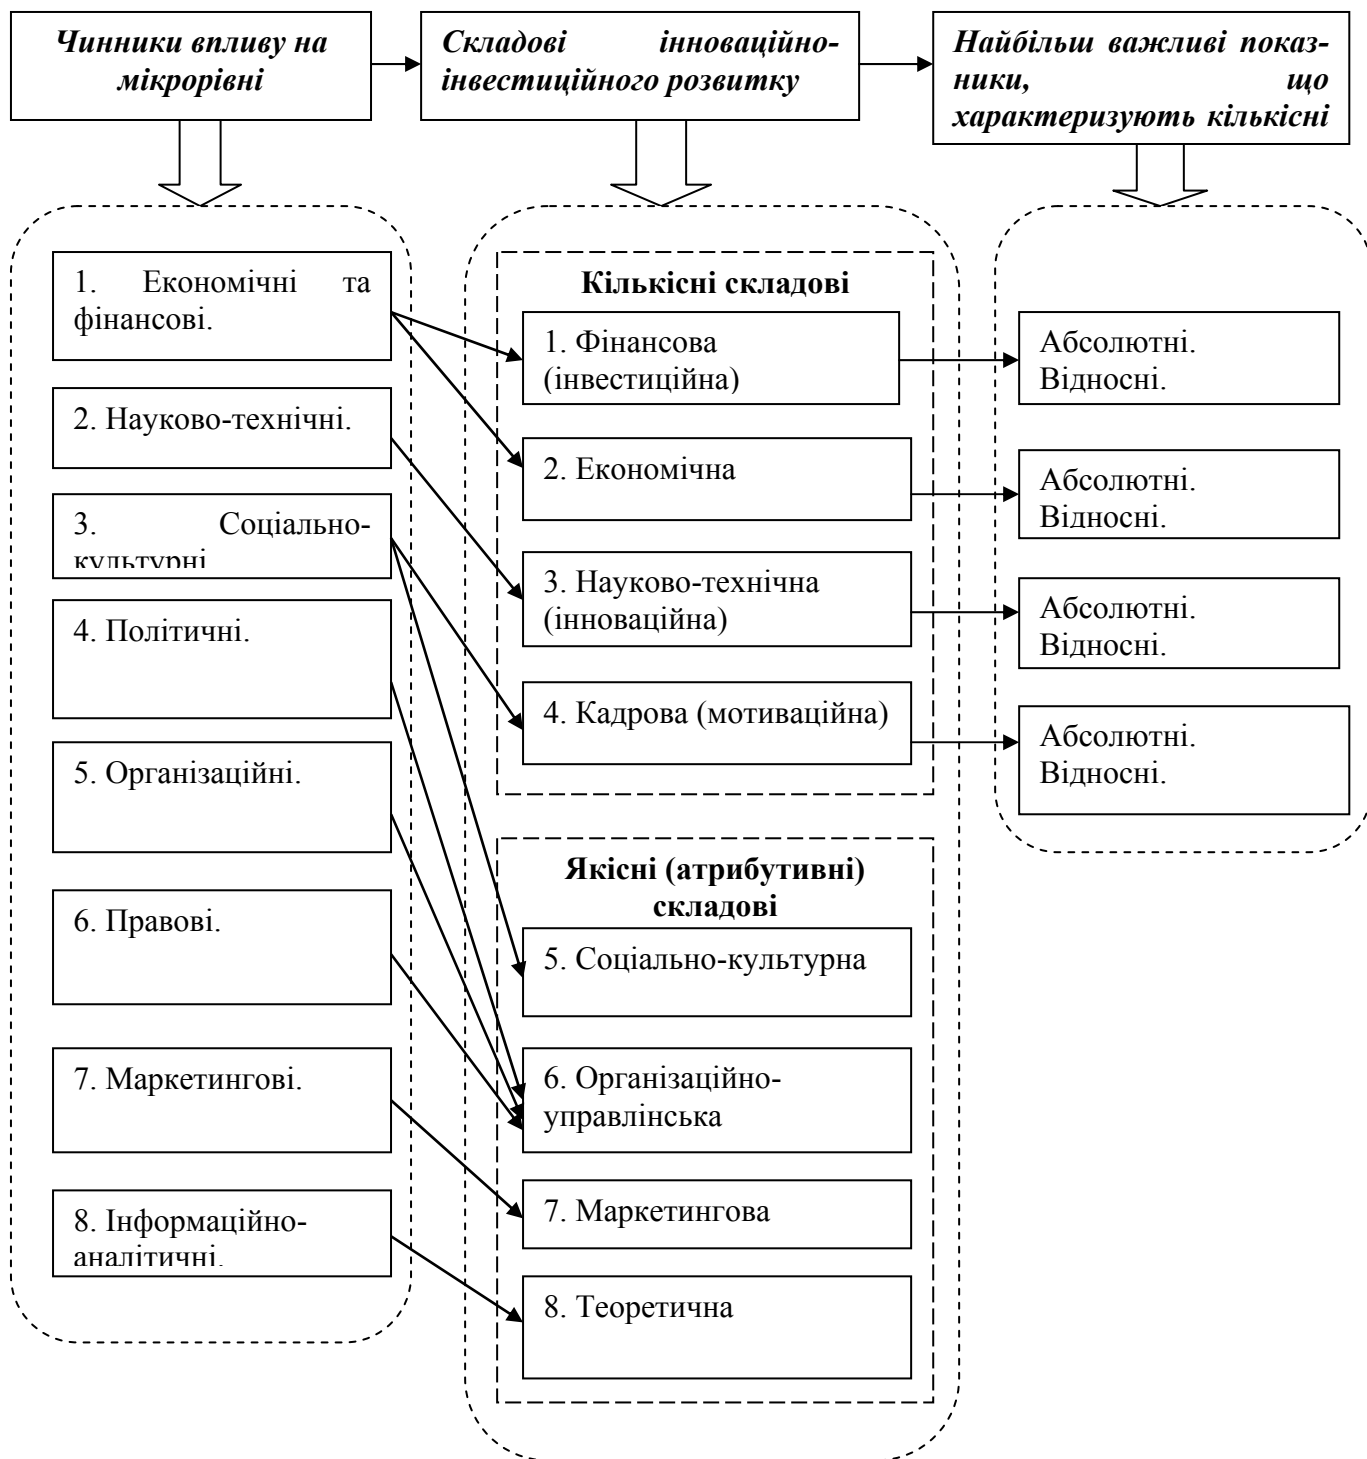 Чинники впливу на
мікрорівні
Складові інноваційно-
інвестиційного розвитку
Найбільш важливі показ-
ники, що
характеризують кількісні
1. Економічні та
фінансові.
2. Науково-технічні.
3. Соціально-
культурні
4. Політичні.
5. Організаційні.
6. Правові.
7. Маркетингові.
8. Інформаційно-
аналітичні.
Кількісні складові
1. Фінансова
(інвестиційна)
2. Економічна
3. Науково-технічна
(інноваційна)
4. Кадрова (мотиваційна)
Якісні (атрибутивні)
складові
5. Соціально-культурна
6. Організаційно-
управлінська
7. Маркетингова
8. Теоретична
Абсолютні.
Відносні.
Абсолютні.
Відносні.
Абсолютні.
Відносні.
Абсолютні.
Відносні.